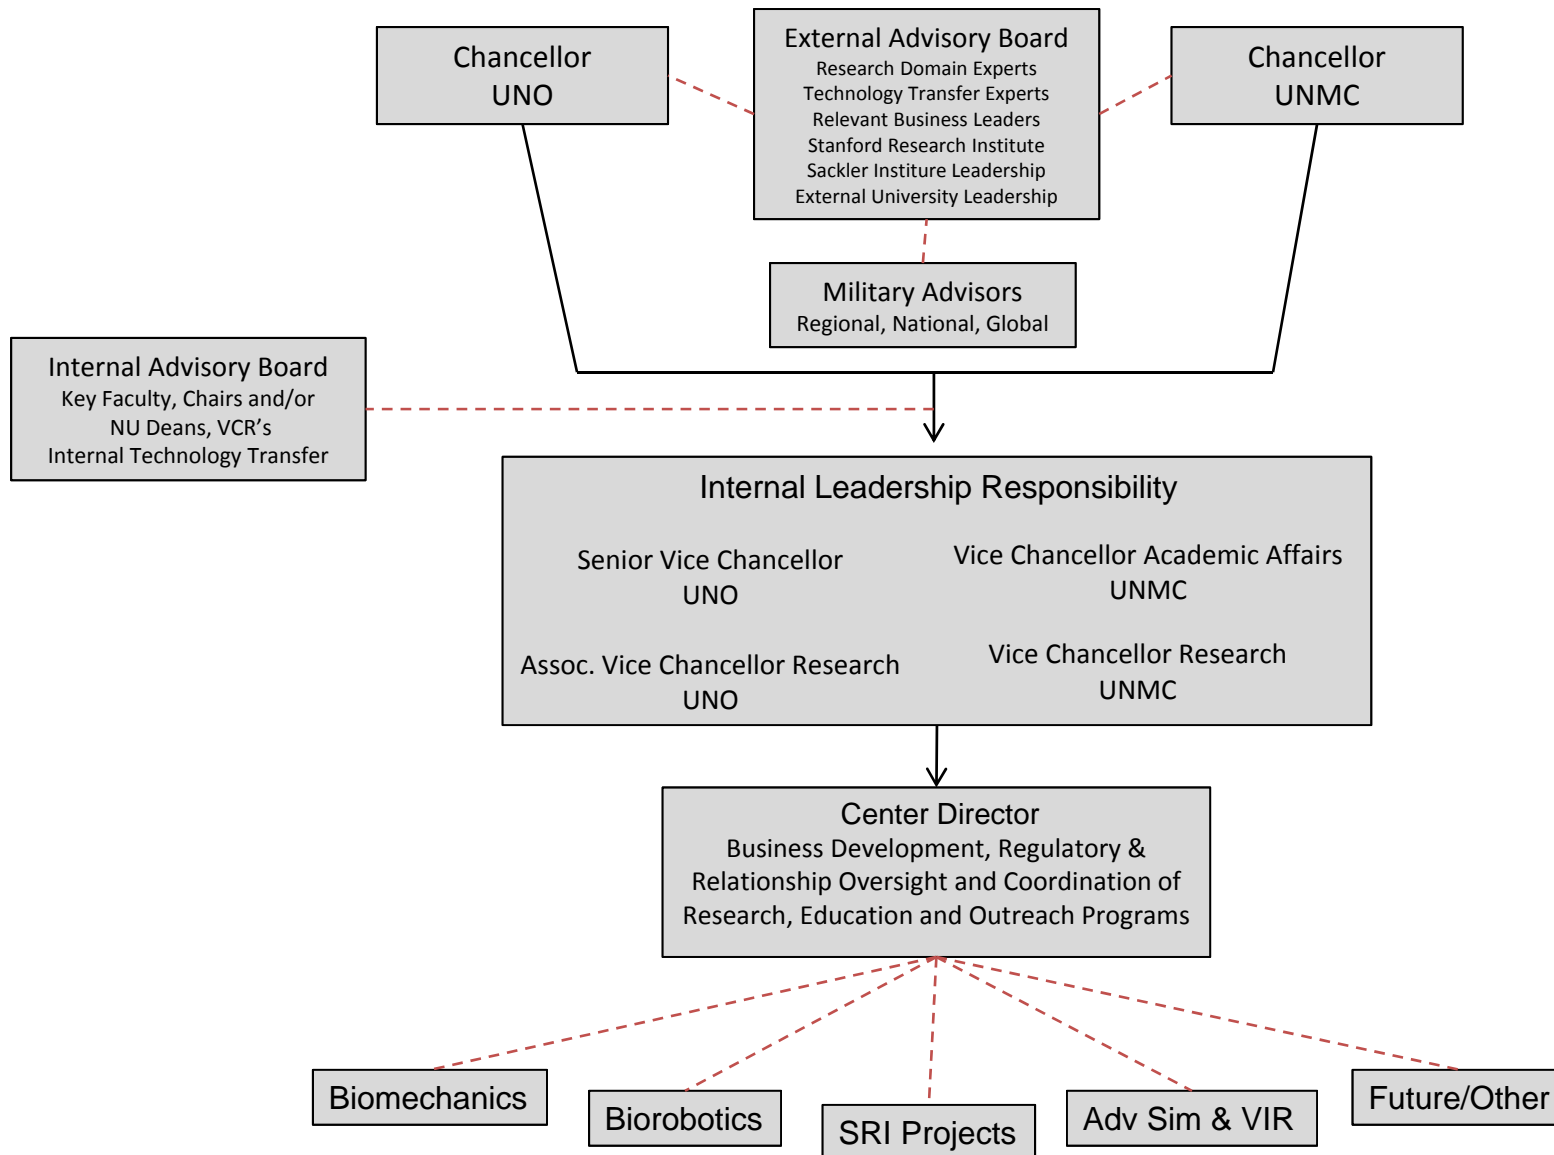 Chancellor
UNO
External Advisory Board
Research Domain Experts
Technology Transfer Experts
Relevant Business Leaders
Stanford Research Institute
Sackler Institure Leadership
External University Leadership
Chancellor
UNMC
Military Advisors
Regional, National, Global
Internal Advisory Board
Key Faculty, Chairs and/or
NU Deans, VCR’s
Internal Technology Transfer
Internal Leadership Responsibility
Senior Vice Chancellor
UNO
Vice Chancellor Academic Affairs
UNMC
Assoc. Vice Chancellor Research
UNO
Vice Chancellor Research
UNMC
Center Director
Business Development, Regulatory &
Relationship Oversight and Coordination of
Research, Education and Outreach Programs
Biomechanics
Biorobotics
SRI Projects
Adv Sim & VIR
Future/Other